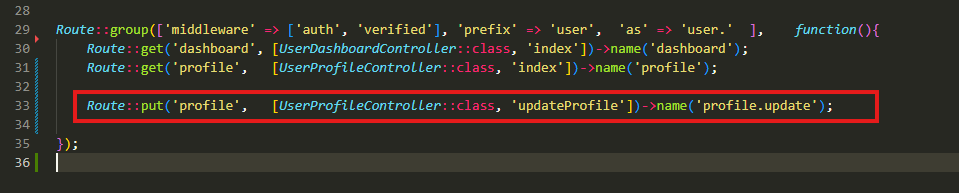 28
29 Route::group(['middleware' => ['auth', 'verified'], 'prefix' => 'user', 'as' => 'user.' ], function(){
30 Route::get('dashboard', [UserDashboardController::class, 'index'])->name('dashboard');
31 Route::get('profile', [UserProfileController::class, 'index'])->name('profile');
32
33 Route::put('profile', [UserProfileController::class, 'updateProfile'])->name('profile.update');
34
35 });
36